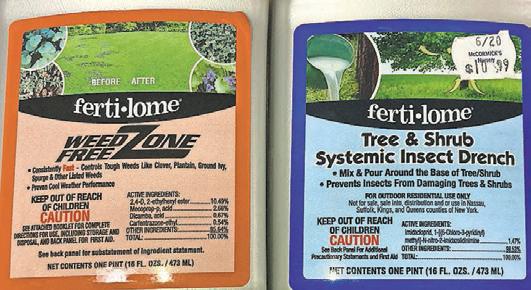 BEFORE AFTER
ferti·lome®
WEED FREE ZONE
• Consistently Fast - Controls Tough Weeds Like Clover, Plantain, Ground Ivy,
Spurge & Other Listed Weeds
• Proven Cool Weather Performance
KEEP OUT OF REACH
OF CHILDREN
CAUTION
SEE ATTACHED BOOKLET FOR COMPLETE
DIRECTIONS FOR USE, INCLUDING STORAGE AND
DISPOSAL, AND BACK PANEL FOR FIRST AID.
ACTIVE INGREDIENTS:
2,4-D, 2-ethylhexyl ester 10.49%
Mecoprop-p, acid 2.66%
Dicamba, acid 0.67%
Carfentrazone-ethyl 0.54%
OTHER INGREDIENTS: 85.64%
TOTAL: 100.00%
See back panel for substatement of ingredient statement.
NET CONTENTS ONE PINT (16 FL. OZS. / 473 ML)
6/20
McCORMICK'S
Nursery
$10.99
ferti·lome®
Tree & Shrub
Systemic Insect Drench
• Mix & Pour Around the Base of Tree/Shrub
• Prevents Insects From Damaging Trees & Shrubs
FOR OUTDOOR RESIDENTIAL USE ONLY
Not for sale, sale into, distribution and or use in Nassau,
Suffolk, Kings, and Queens counties of New York.
KEEP OUT OF REACH
OF CHILDREN
CAUTION
See Back Panel For Additional
Precautionary Statements and First Aid
ACTIVE INGREDIENTS:
Imidacloprid, 1-[(6-Chloro-3-pyridinyl)
methyl]-N-nitro-2-imidazolidinimine 1.47%
OTHER INGREDIENTS: 98.53%
TOTAL: 100.00%
NET CONTENTS ONE PINT (16 FL. OZS. / 473 ML)